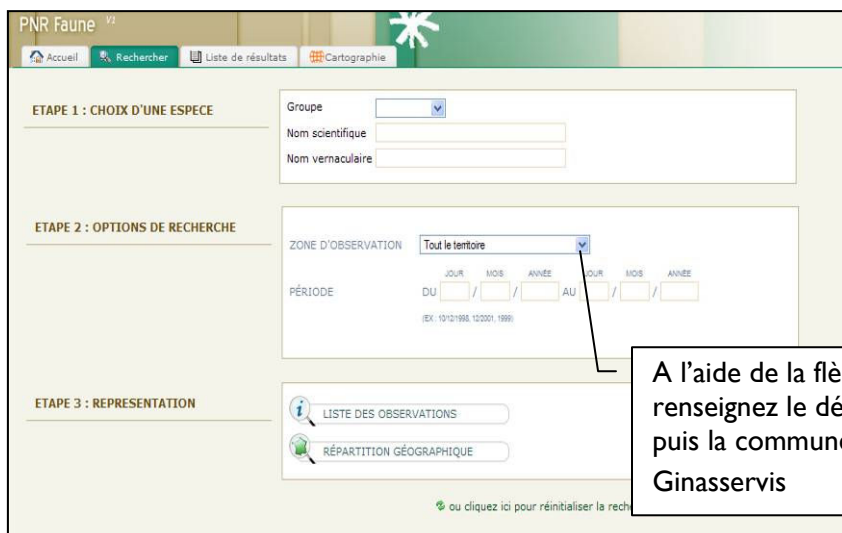 PNR Faune V1
Accueil Rechercher Liste de résultats Cartographie
ETAPE 1 : CHOIX D'UNE ESPECE
Groupe
Nom scientifique
Nom vernaculaire
ETAPE 2 : OPTIONS DE RECHERCHE
ZONE D'OBSERVATION Tout le territoire
JOUR MOIS ANNÉE JOUR MOIS ANNÉE
PÉRIODE DU / / AU / /
(EX : 10/12/1998, 12/2001, 1999)
A l'aide de la flè
renseignez le dé
puis la commune
Ginasservis
ETAPE 3 : REPRESENTATION
LISTE DES OBSERVATIONS
RÉPARTITION GÉOGRAPHIQUE
ou cliquez ici pour réinitialiser la rech